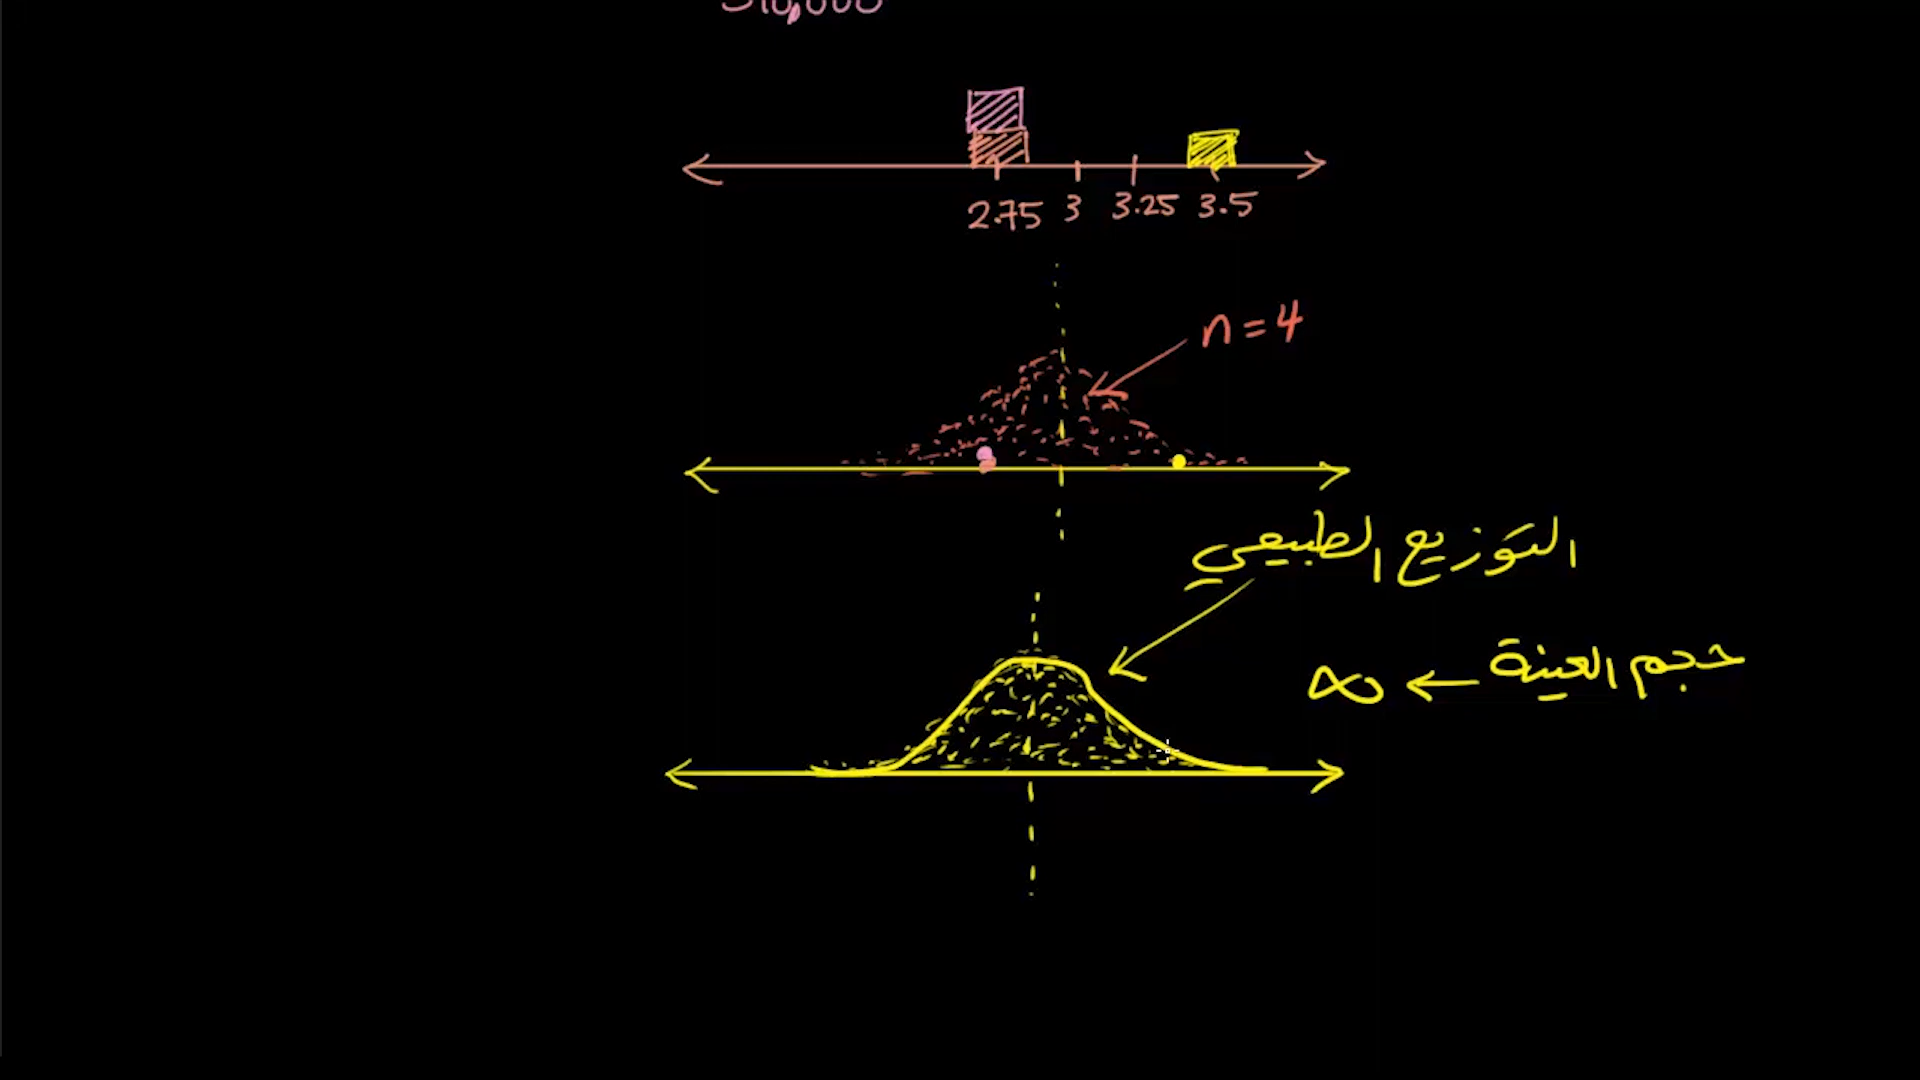 2.75 3 3.25 3.5
n = 4
التوزيع الطبيعي
حجم العينة ← ∞